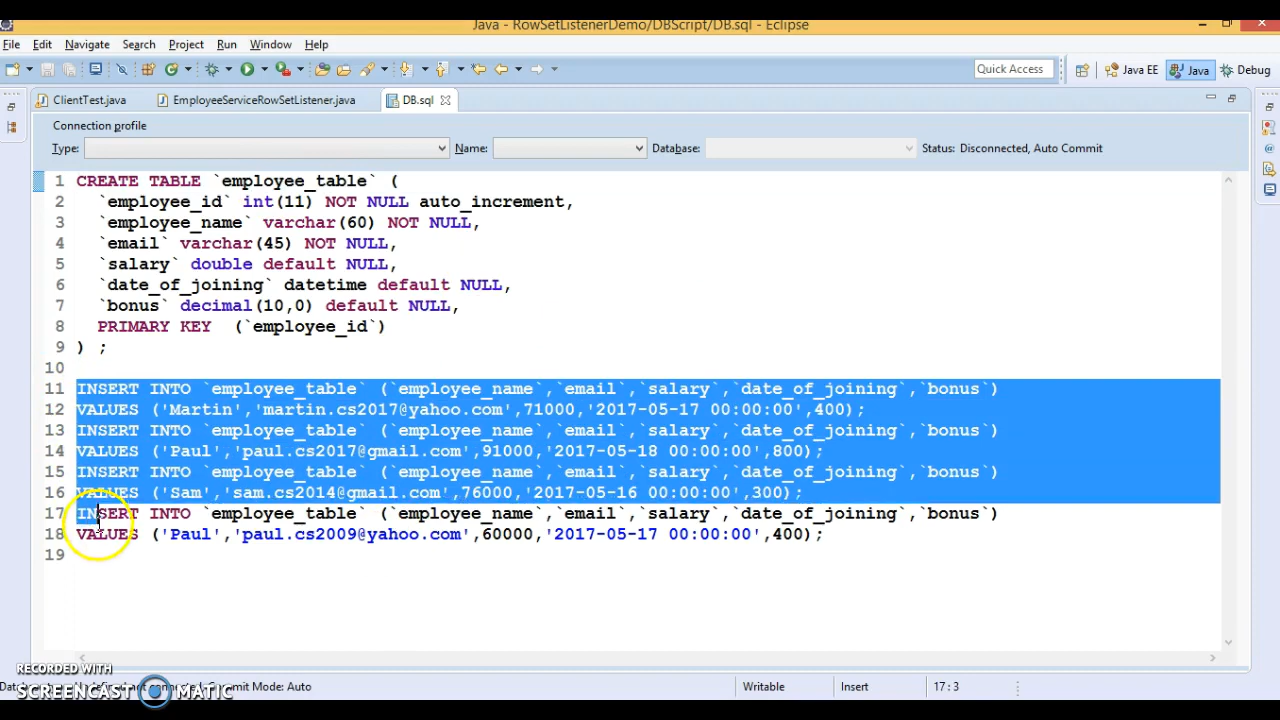 Java - RowSetListenerDemo/DBScript/DB.sql - Eclipse
File Edit Navigate Search Project Run Window Help
Quick Access Java EE Java Debug
ClientTest.java EmployeeServiceRowSetListener.java DB.sql
Connection profile
Type: Name: Database: Status: Disconnected, Auto Commit
1 CREATE TABLE `employee_table` (
2 `employee_id` int(11) NOT NULL auto_increment,
3 `employee_name` varchar(60) NOT NULL,
4 `email` varchar(45) NOT NULL,
5 `salary` double default NULL,
6 `date_of_joining` datetime default NULL,
7 `bonus` decimal(10,0) default NULL,
8 PRIMARY KEY (`employee_id`)
9 ) ;
10
11 INSERT INTO `employee_table` (`employee_name`,`email`,`salary`,`date_of_joining`,`bonus`)
12 VALUES ('Martin','martin.cs2017@yahoo.com',71000,'2017-05-17 00:00:00',400);
13 INSERT INTO `employee_table` (`employee_name`,`email`,`salary`,`date_of_joining`,`bonus`)
14 VALUES ('Paul','paul.cs2017@gmail.com',91000,'2017-05-18 00:00:00',800);
15 INSERT INTO `employee_table` (`employee_name`,`email`,`salary`,`date_of_joining`,`bonus`)
16 VALUES ('Sam','sam.cs2014@gmail.com',76000,'2017-05-16 00:00:00',300);
17 INSERT INTO `employee_table` (`employee_name`,`email`,`salary`,`date_of_joining`,`bonus`)
18 VALUES ('Paul','paul.cs2009@yahoo.com',60000,'2017-05-17 00:00:00',400);
19
RECORDED WITH
SCREENCAST MATIC
Mode: Auto Writable Insert 17 : 3